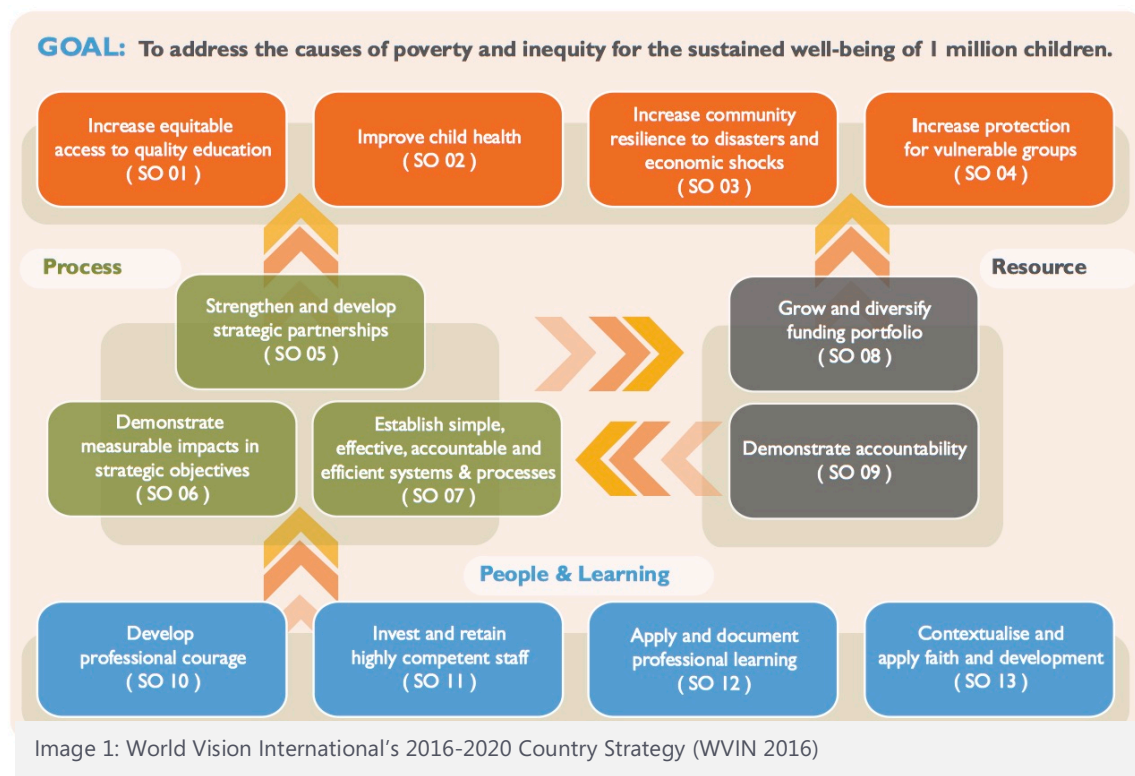 GOAL: To address the causes of poverty and inequity for the sustained well-being of 1 million children.
Increase equitable
access to quality education
( SO 01 )
Improve child health
( SO 02 )
Increase community
resilience to disasters and
economic shocks
( SO 03 )
Increase protection
for vulnerable groups
( SO 04 )
Process
Resource
Strengthen and develop
strategic partnerships
( SO 05 )
Grow and diversify
funding portfolio
( SO 08 )
Demonstrate
measurable impacts in
strategic objectives
( SO 06 )
Establish simple,
effective, accountable and
efficient systems & processes
( SO 07 )
Demonstrate accountability
( SO 09 )
People & Learning
Develop
professional courage
( SO 10 )
Invest and retain
highly competent staff
( SO 11 )
Apply and document
professional learning
( SO 12 )
Contextualise and
apply faith and development
( SO 13 )
Image 1: World Vision International's 2016-2020 Country Strategy (WVIN 2016)